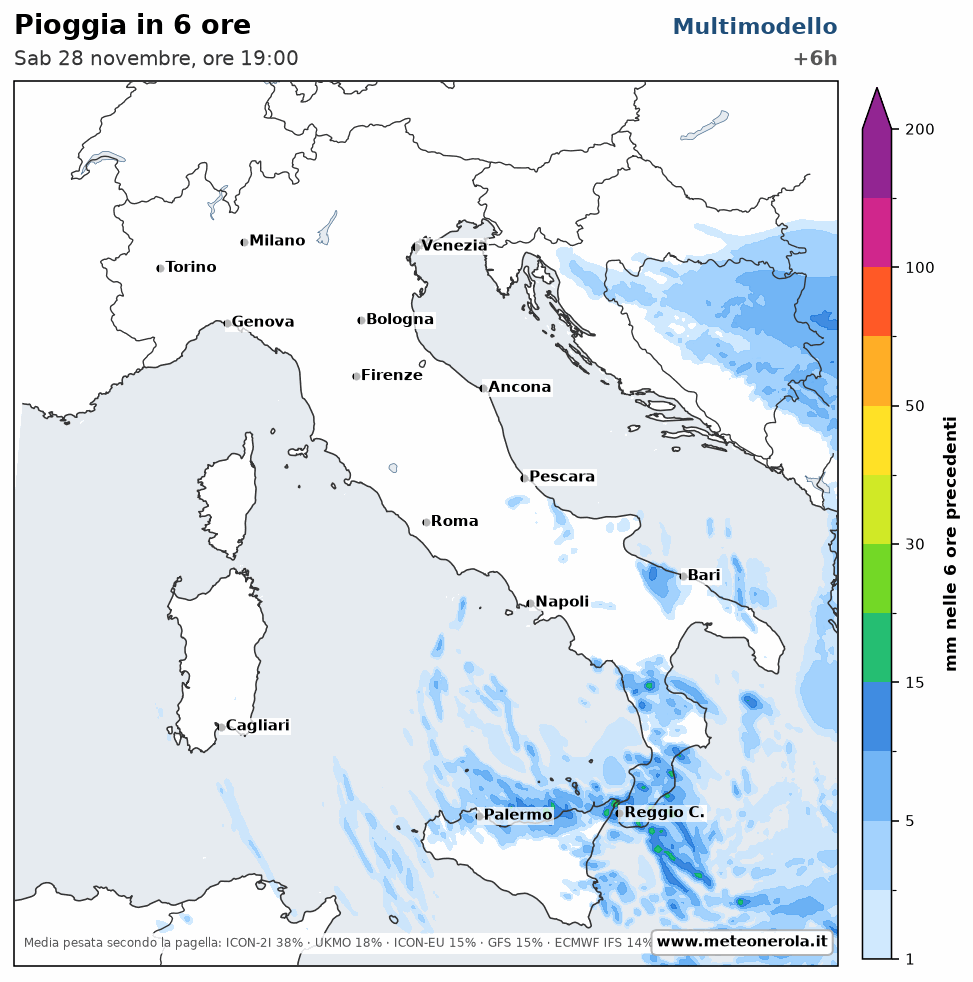 Pioggia in 6 ore
Multimodello
Sab 28 novembre, ore 19:00
+6h
200
100
50
30
15
5
1
mm nelle 6 ore precedenti
Milano
Venezia
Torino
Genova
Bologna
Firenze
Ancona
Pescara
Roma
Bari
Napoli
Cagliari
Palermo
Reggio C.
Media pesata secondo la pagella: ICON-2I 38% · UKMO 18% · ICON-EU 15% · GFS 15% · ECMWF IFS 14%
www.meteonerola.it